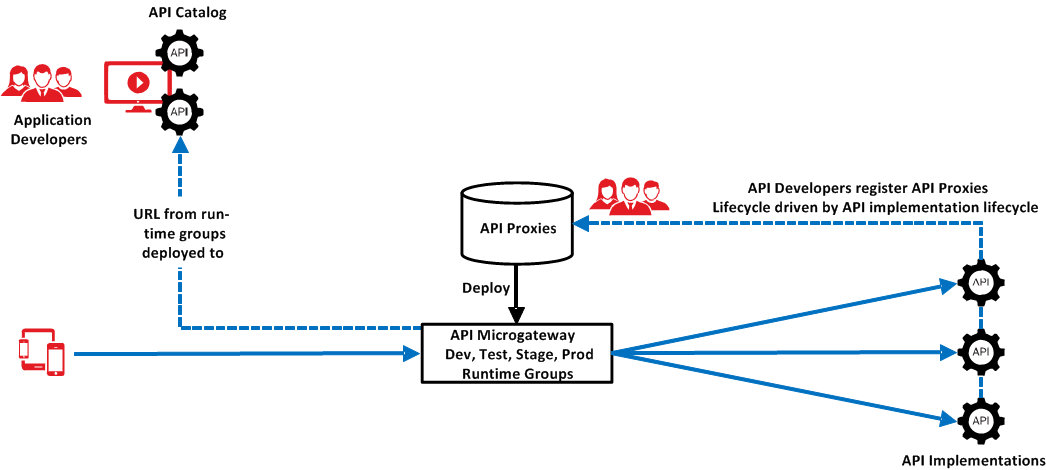 API Catalog
API
API
Application
Developers
URL from run-
time groups
deployed to
API Proxies
API Developers register API Proxies
Lifecycle driven by API implementation lifecycle
Deploy
API Microgateway
Dev, Test, Stage, Prod
Runtime Groups
API
API
API
API Implementations